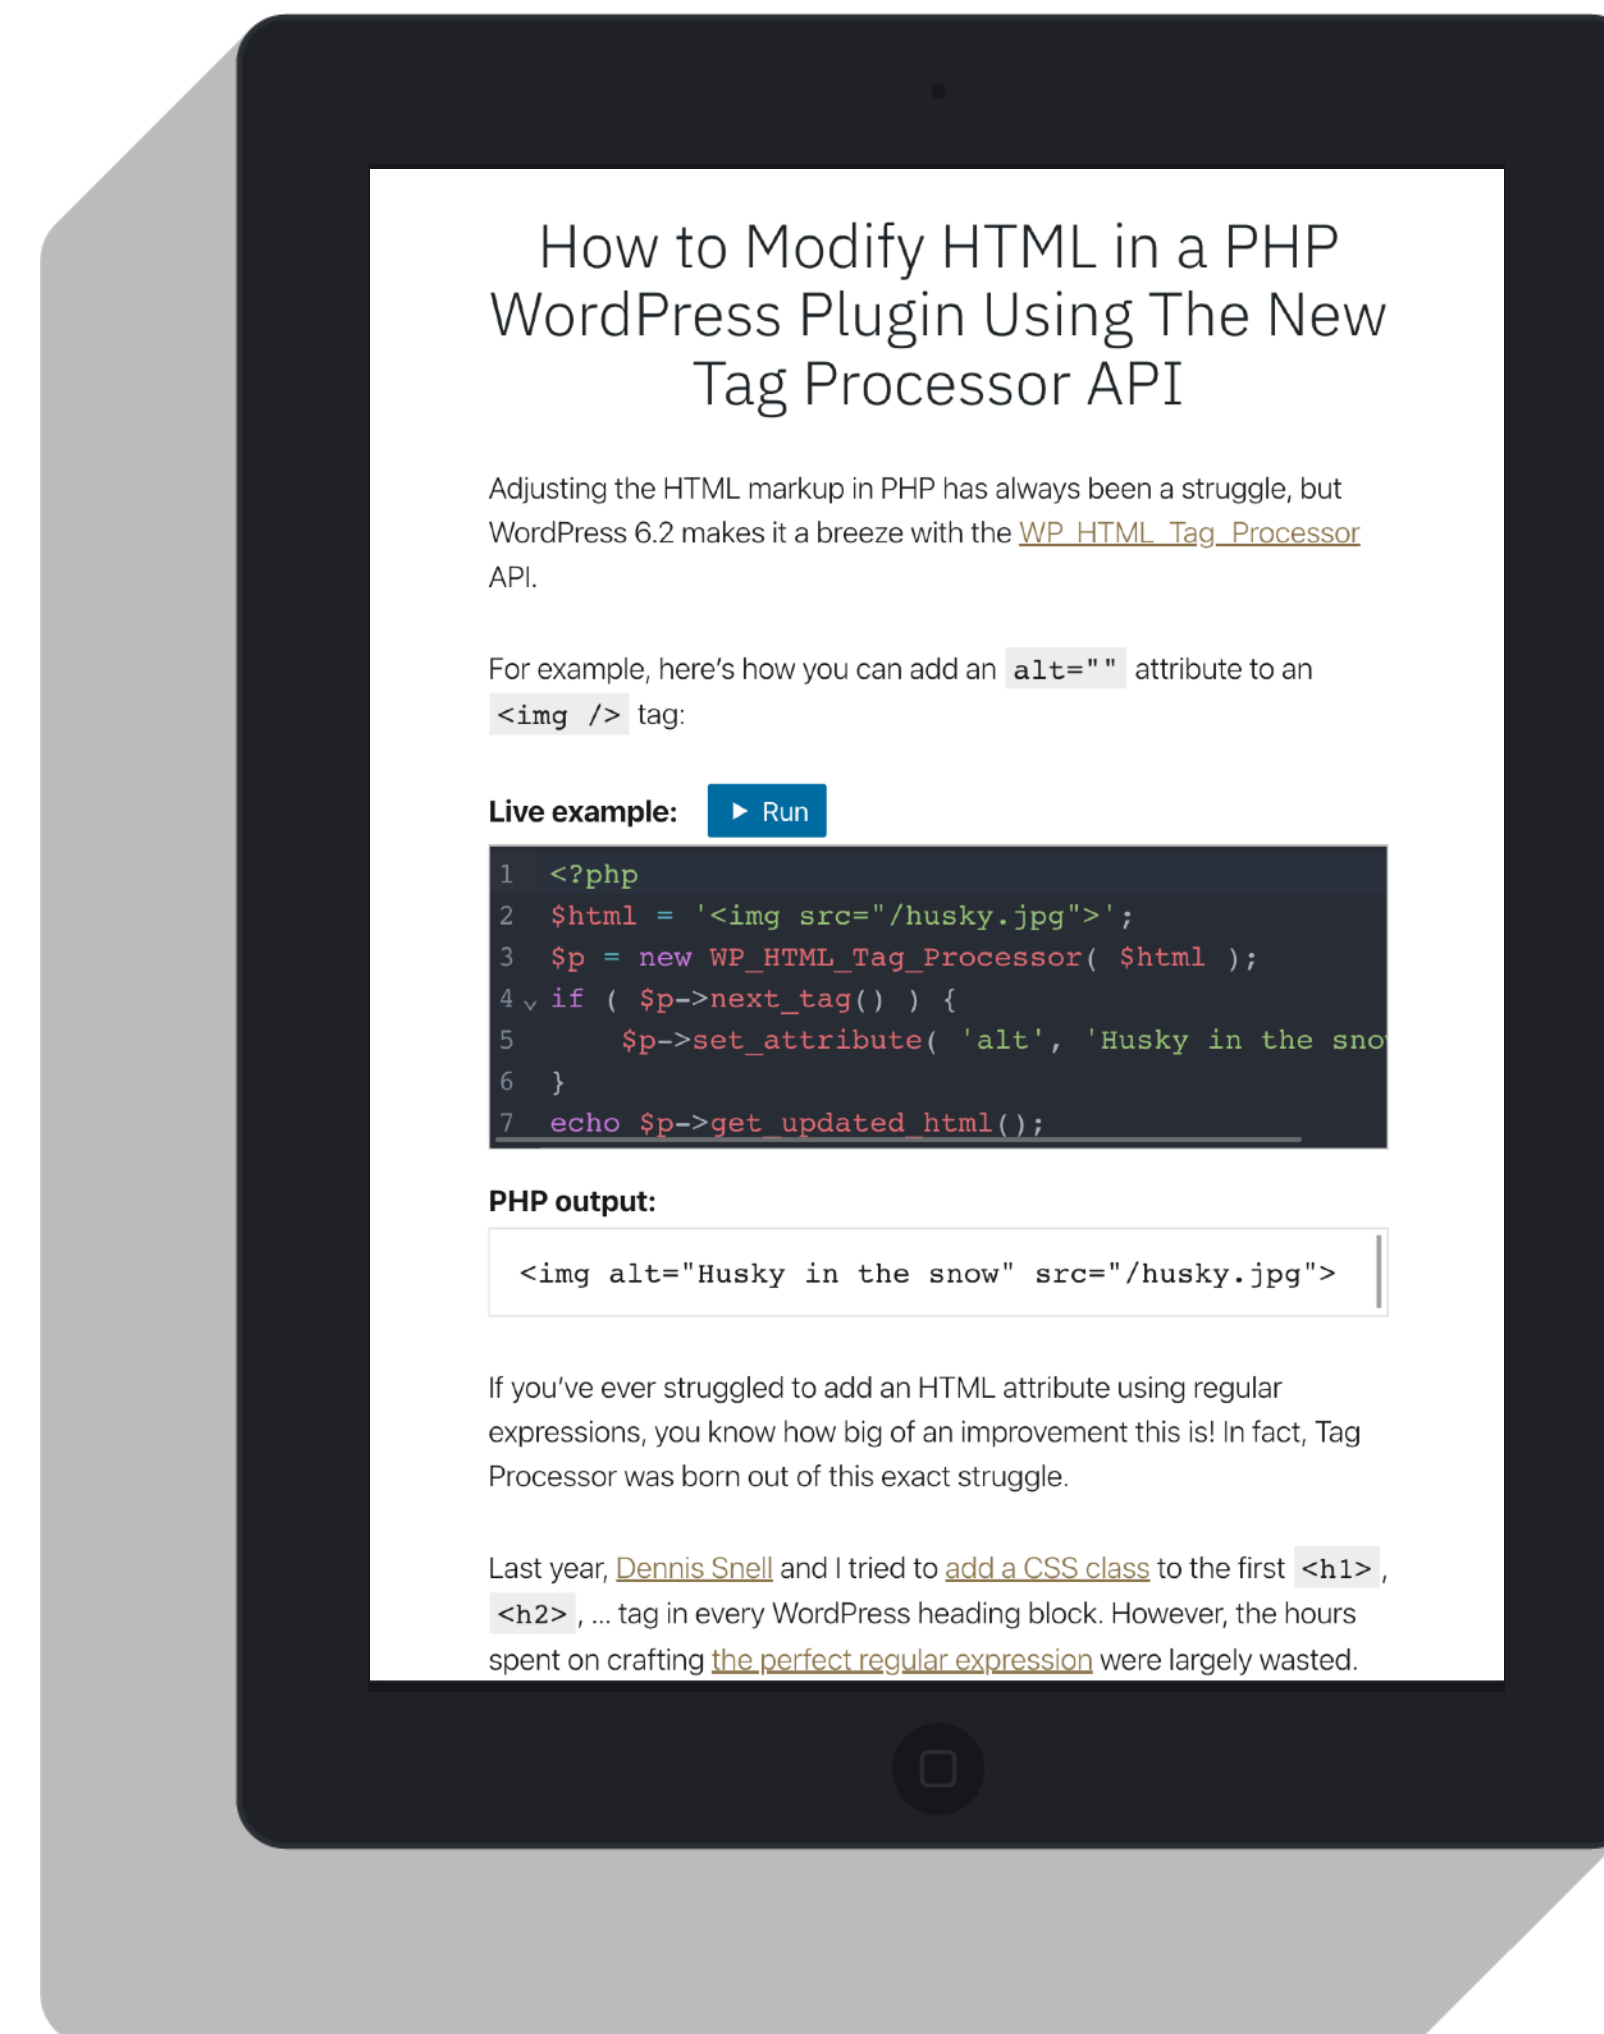 How to Modify HTML in a PHP
WordPress Plugin Using The New
Tag Processor API
Adjusting the HTML markup in PHP has always been a struggle, but
WordPress 6.2 makes it a breeze with the WP_HTML_Tag_Processor
API.
For example, here’s how you can add an alt="" attribute to an
<img /> tag:
Live example: Run
1 <?php
2 $html = '<img src="/husky.jpg">';
3 $p = new WP_HTML_Tag_Processor( $html );
4 if ( $p->next_tag() ) {
5 $p->set_attribute( 'alt', 'Husky in the
6 }
7 echo $p->get_updated_html();
PHP output:
<img alt="Husky in the snow" src="/husky.jpg">
If you’ve ever struggled to add an HTML attribute using regular
expressions, you know how big of an improvement this is! In fact, Tag
Processor was born out of this exact struggle.
Last year, Dennis Snell and I tried to add a CSS class to the first <h1>,
<h2>, ... tag in every WordPress heading block. However, the hours
spent on crafting the perfect regular expression were largely wasted.